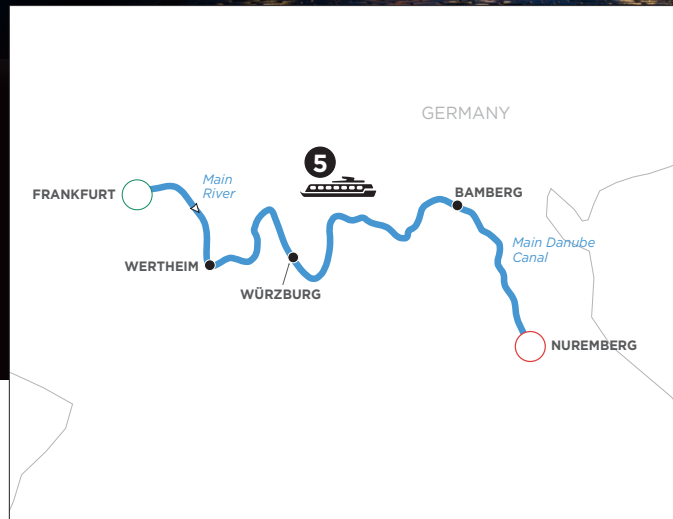 GERMANY
5
FRANKFURT
Main
River
BAMBERG
WERTHEIM
Main Danube
Canal
WÜRZBURG
NUREMBERG